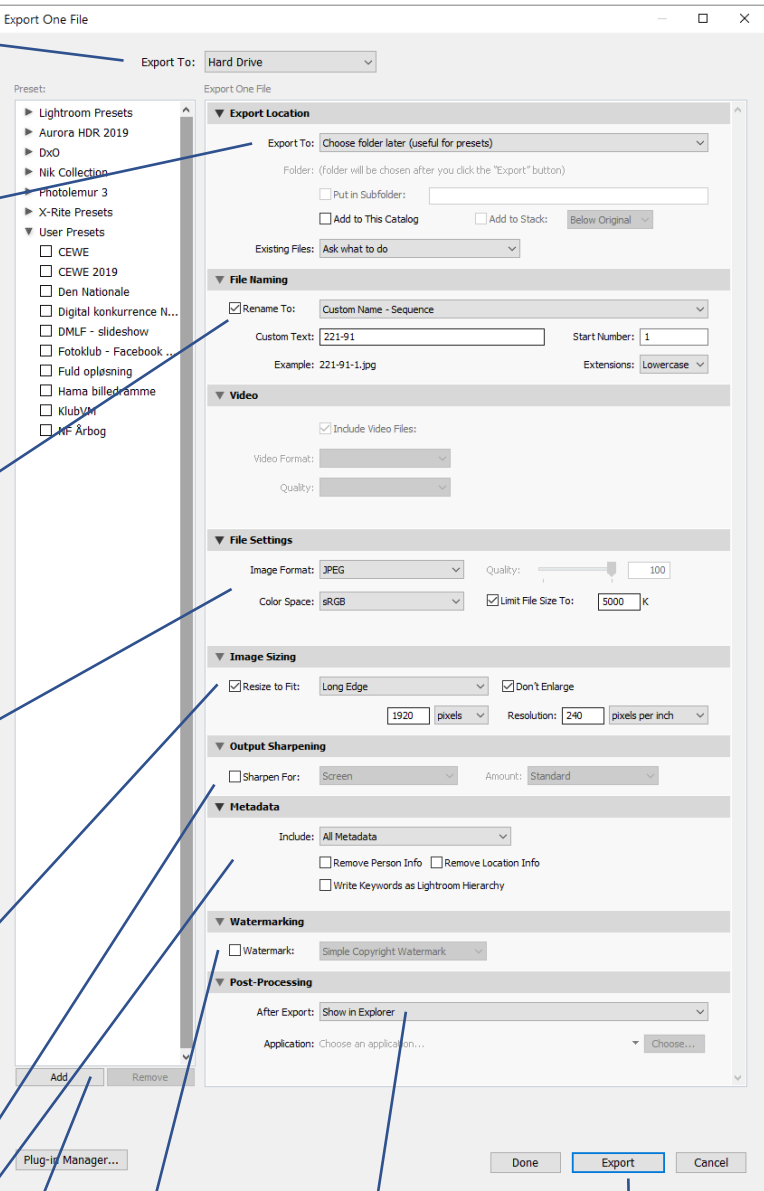 Export One File
Export To: Hard Drive
Preset:
Export One File
Lightroom Presets
Aurora HDR 2019
DxO
Nik Collection
Photolemur 3
X-Rite Presets
User Presets
CEWE
CEWE 2019
Den Nationale
Digital konkurrence N...
DMLF - slideshow
Fotoklub - Facebook ...
Fuld opløsning
Hama billedramme
KlubVM
NF Årbog
Add Remove
Export Location
Export To: Choose folder later (useful for presets)
Folder: (folder will be chosen after you click the "Export" button)
Put in Subfolder:
Add to This Catalog Add to Stack: Below Original
Existing Files: Ask what to do
File Naming
Rename To: Custom Name - Sequence
Custom Text: 221-91 Start Number: 1
Example: 221-91-1.jpg Extensions: Lowercase
Video
Include Video Files:
Video Format:
Quality:
File Settings
Image Format: JPEG Quality: 100
Color Space: sRGB Limit File Size To: 5000 K
Image Sizing
Resize to Fit: Long Edge Don't Enlarge
1920 pixels Resolution: 240 pixels per inch
Output Sharpening
Sharpen For: Screen Amount: Standard
Metadata
Include: All Metadata
Remove Person Info Remove Location Info
Write Keywords as Lightroom Hierarchy
Watermarking
Watermark: Simple Copyright Watermark
Post-Processing
After Export: Show in Explorer
Application: Choose an application... Choose...
Plug-in Manager... Done Export Cancel